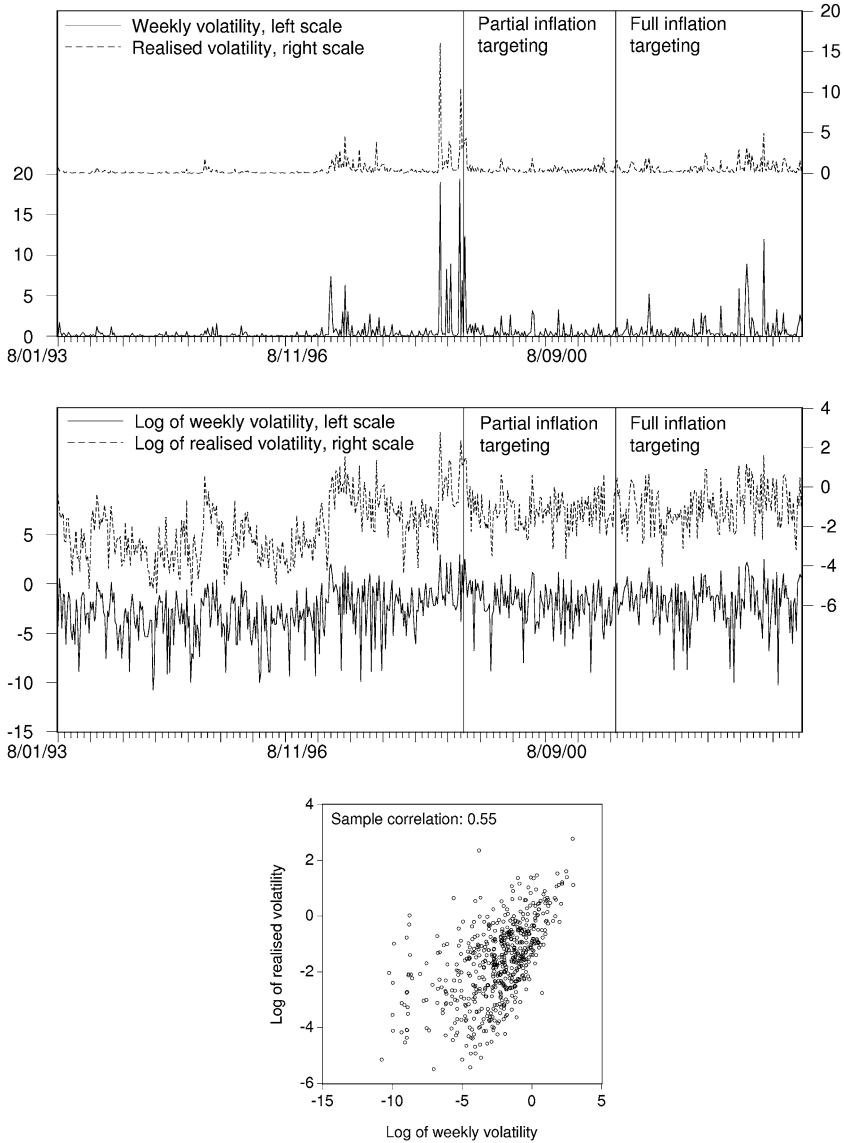 Weekly volatility, left scale
Realised volatility, right scale
Partial inflation
targeting
Full inflation
targeting
20
15
10
5
0
20
15
10
5
0
8/01/93
8/11/96
8/09/00
Log of weekly volatility, left scale
Log of realised volatility, right scale
Partial inflation
targeting
Full inflation
targeting
4
2
0
-2
-4
-6
5
0
-5
-10
-15
8/01/93
8/11/96
8/09/00
Sample correlation: 0.55
Log of realised volatility
4
2
0
-2
-4
-6
-15
-10
-5
0
5
Log of weekly volatility